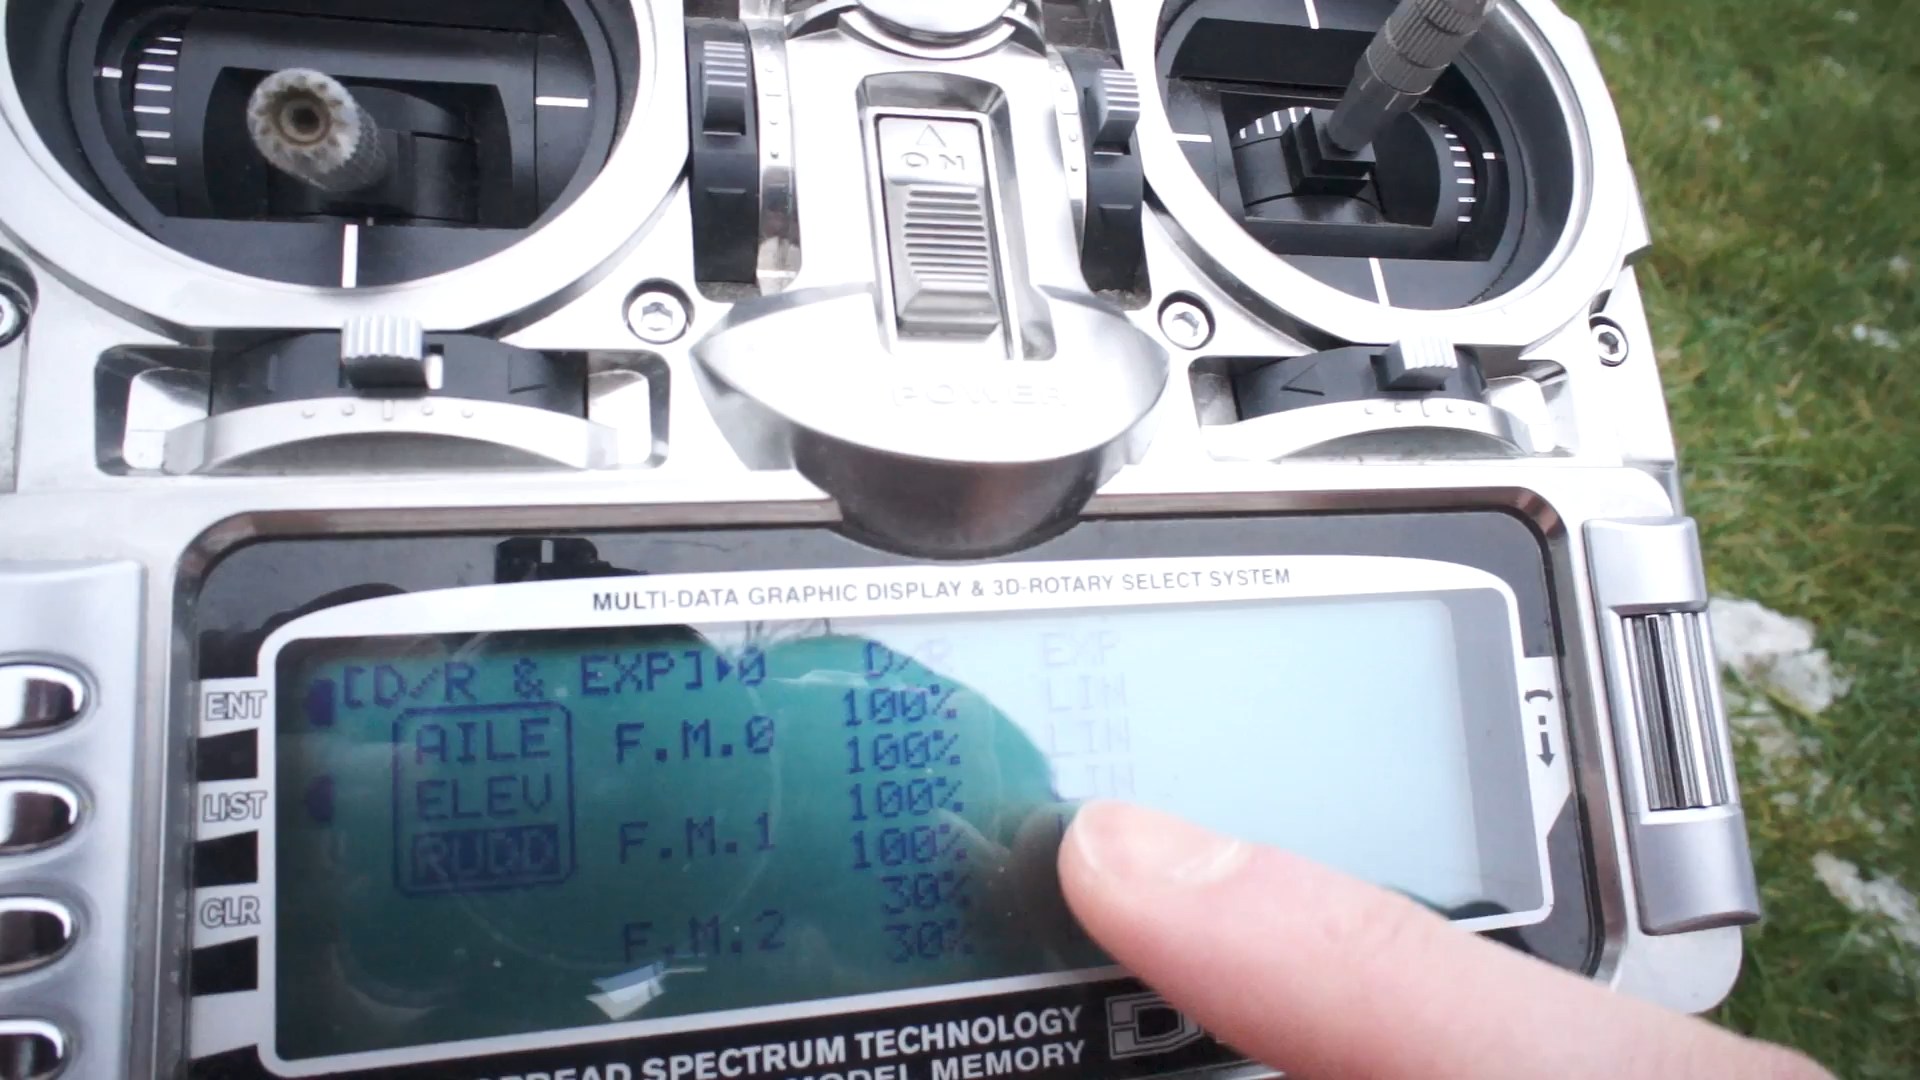 ON
POWER
MULTI-DATA GRAPHIC DISPLAY & 3D-ROTARY SELECT SYSTEM
ENT
LIST
CLR
[D/R & EXP]▸0 D/R EXP
100% LIN
AILE F.M.0 100% LIN
ELEV 100% LIN
RUDD F.M.1 100%
30%
F.M.2 30%
SPECTRUM TECHNOLOGY
MODEL MEMORY